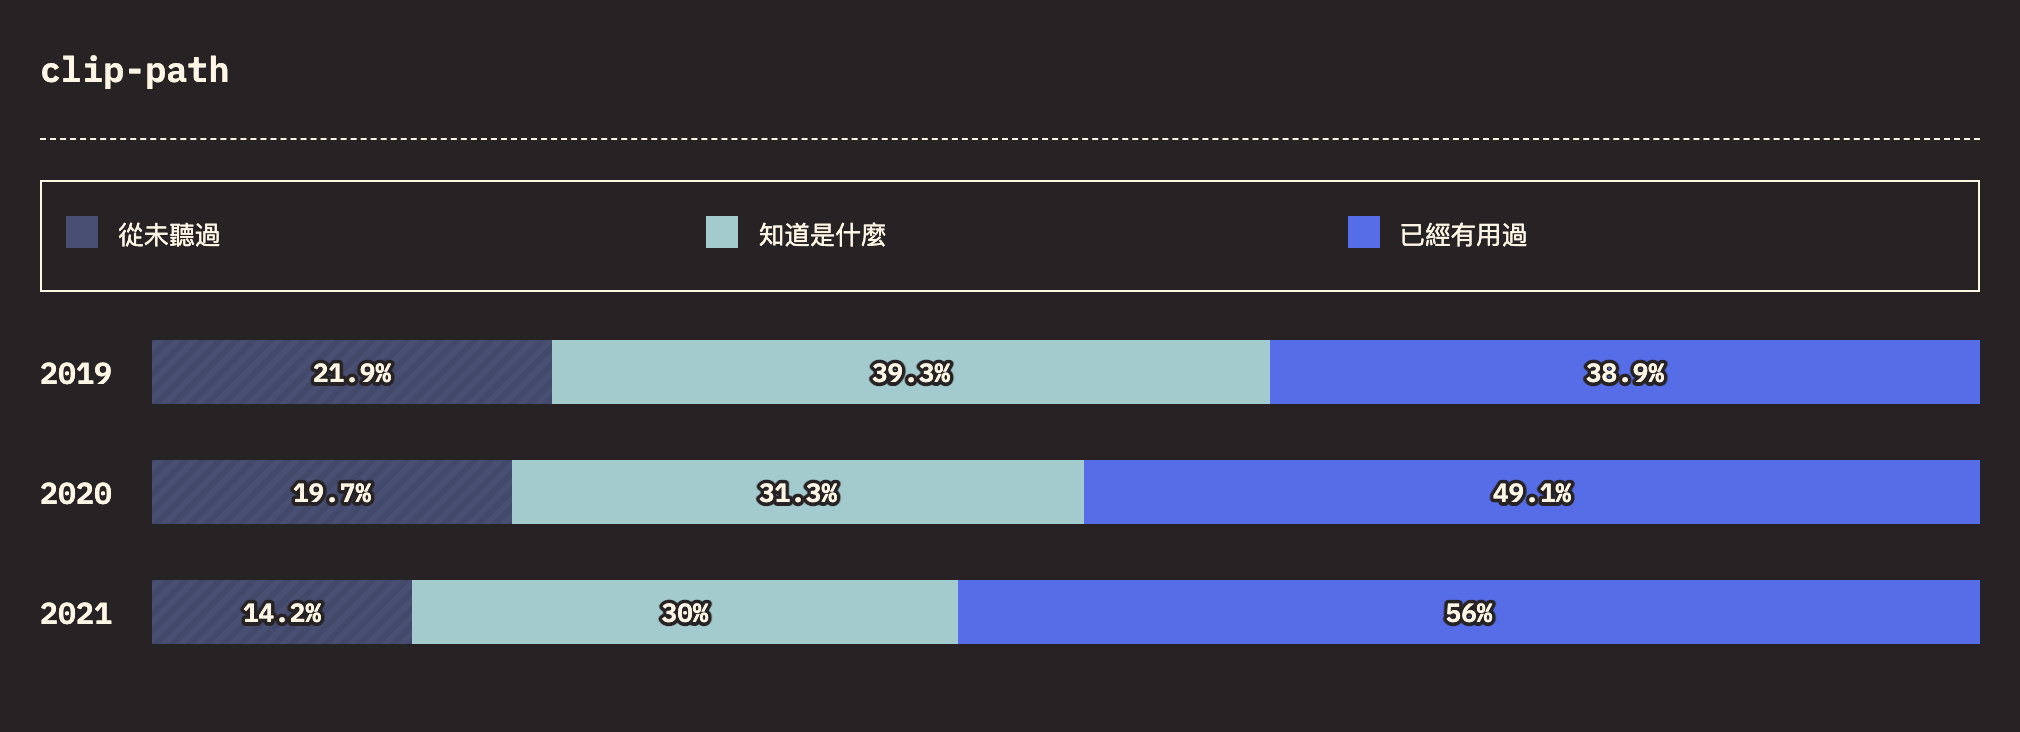 clip-path
從未聽過 知道是什麼 已經有用過
2019 21.9% 39.3% 38.9%
2020 19.7% 31.3% 49.1%
2021 14.2% 30% 56%